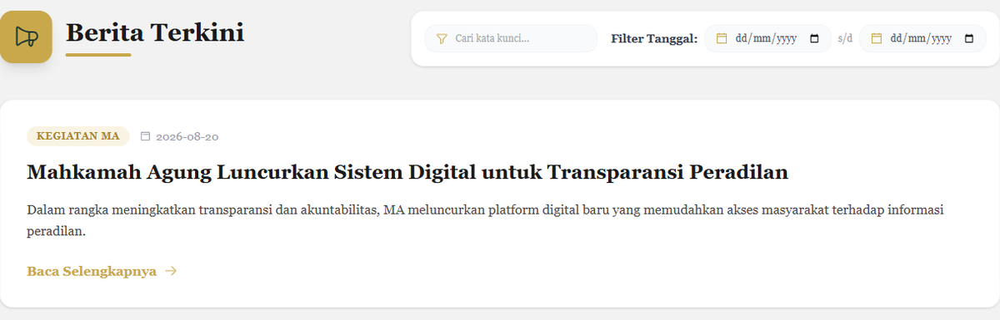 Berita Terkini
Cari kata kunci...
Filter Tanggal:
dd/mm/yyyy
s/d
dd/mm/yyyy
KEGIATAN MA
2026-08-20
Mahkamah Agung Luncurkan Sistem Digital untuk Transparansi Peradilan
Dalam rangka meningkatkan transparansi dan akuntabilitas, MA meluncurkan platform digital baru yang memudahkan akses masyarakat terhadap informasi
peradilan.
Baca Selengkapnya →